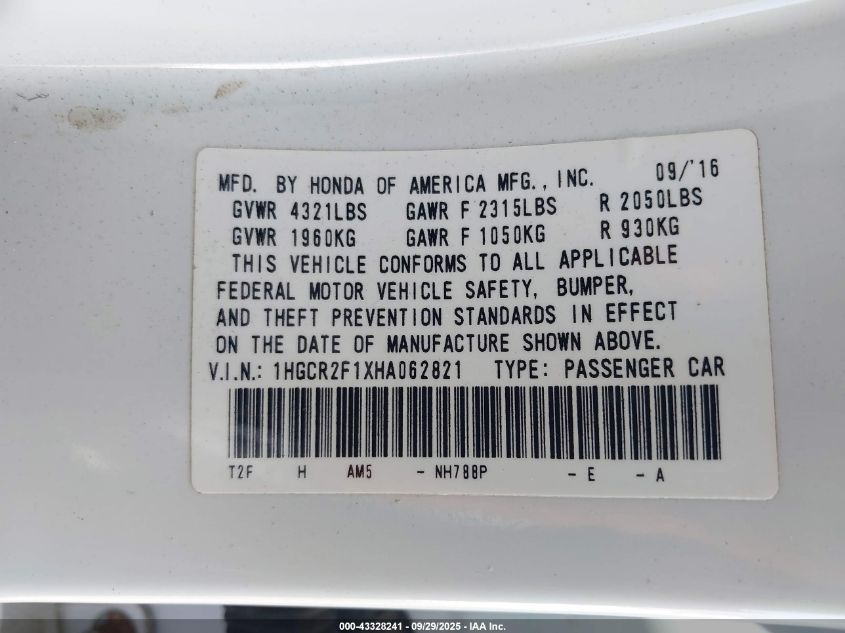 MFD. BY HONDA OF AMERICA MFG., INC. 09/'16
GVWR 4321LBS GAWR F 2315LBS R 2050LBS
GVWR 1960KG GAWR F 1050KG R 930KG
THIS VEHICLE CONFORMS TO ALL APPLICABLE
FEDERAL MOTOR VEHICLE SAFETY, BUMPER,
AND THEFT PREVENTION STANDARDS IN EFFECT
ON THE DATE OF MANUFACTURE SHOWN ABOVE.
V.I.N.: 1HGCR2F1XHA062821 TYPE: PASSENGER CAR
T2F H AM5 - NH788P - E - A
000-43328241 - 09/29/2025 - IAA Inc.